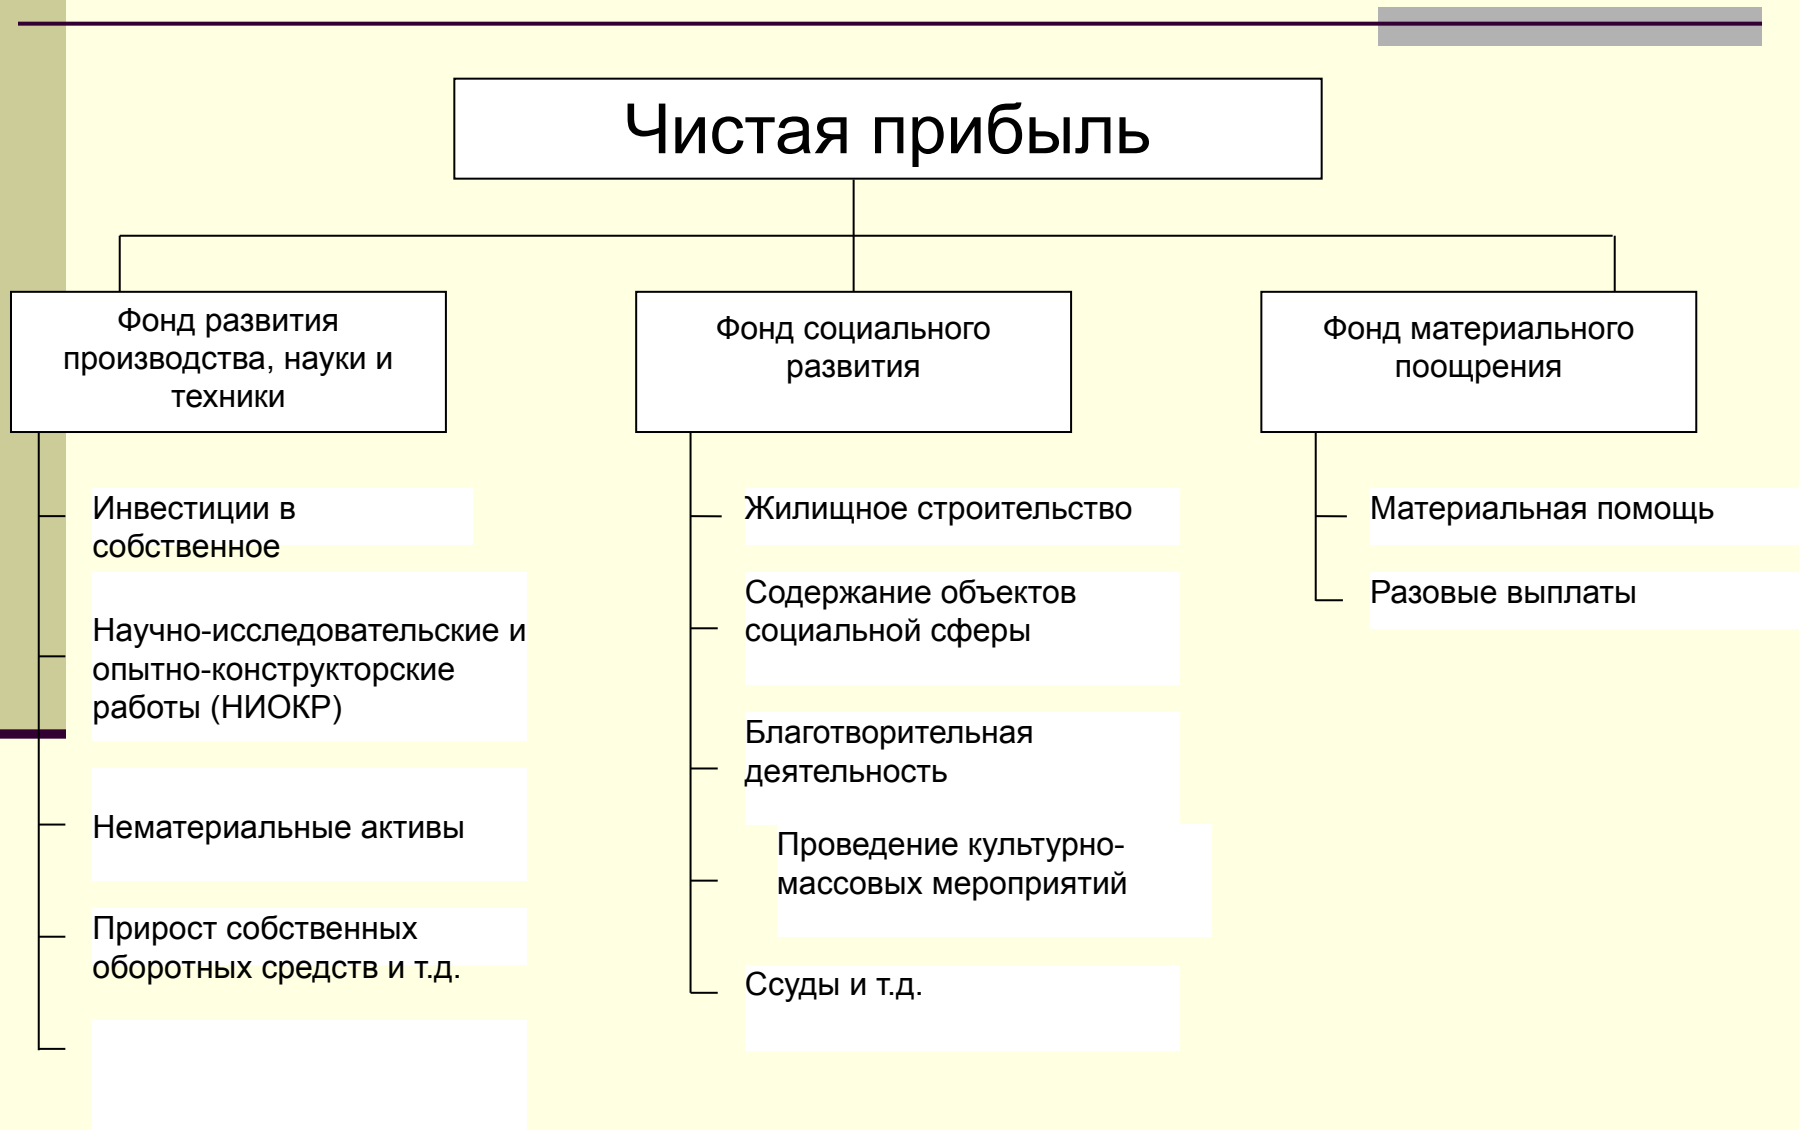 Чистая прибыль
Фонд развития
производства, науки и
техники
Инвестиции в
собственное
Научно-исследовательские и
опытно-конструкторские
работы (НИОКР)
Нематериальные активы
Прирост собственных
оборотных средств и т.д.
Фонд социального
развития
Жилищное строительство
Содержание объектов
социальной сферы
Благотворительная
деятельность
Проведение культурно-
массовых мероприятий
Ссуды и т.д.
Фонд материального
поощрения
Материальная помощь
Разовые выплаты